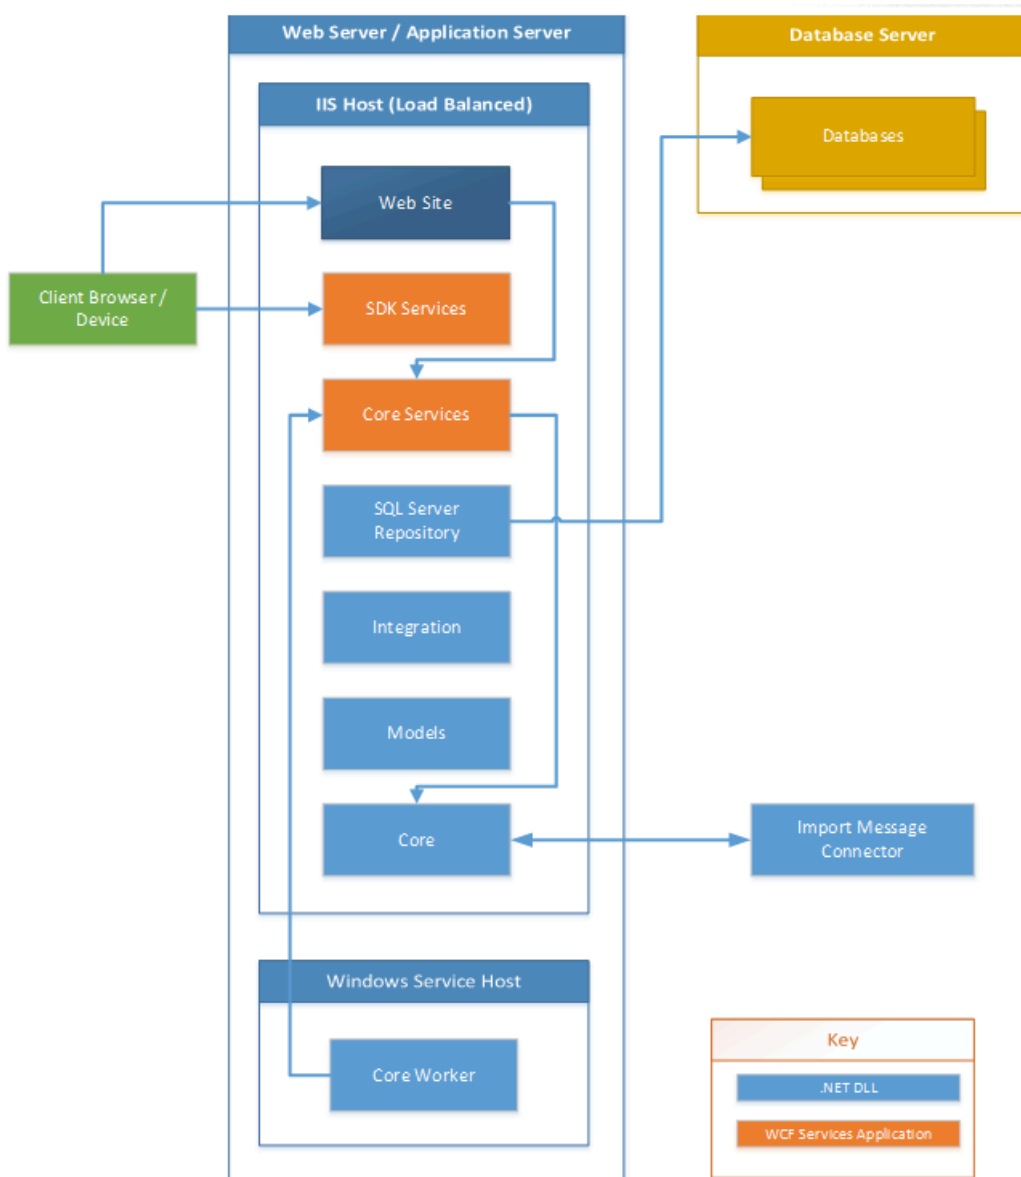 Web Server / Application Server
Database Server
IIS Host (Load Balanced)
Databases
Web Site
Client Browser /
Device
SDK Services
Core Services
SQL Server
Repository
Integration
Models
Core
Import Message
Connector
Windows Service Host
Core Worker
Key
.NET DLL
WCF Services Application